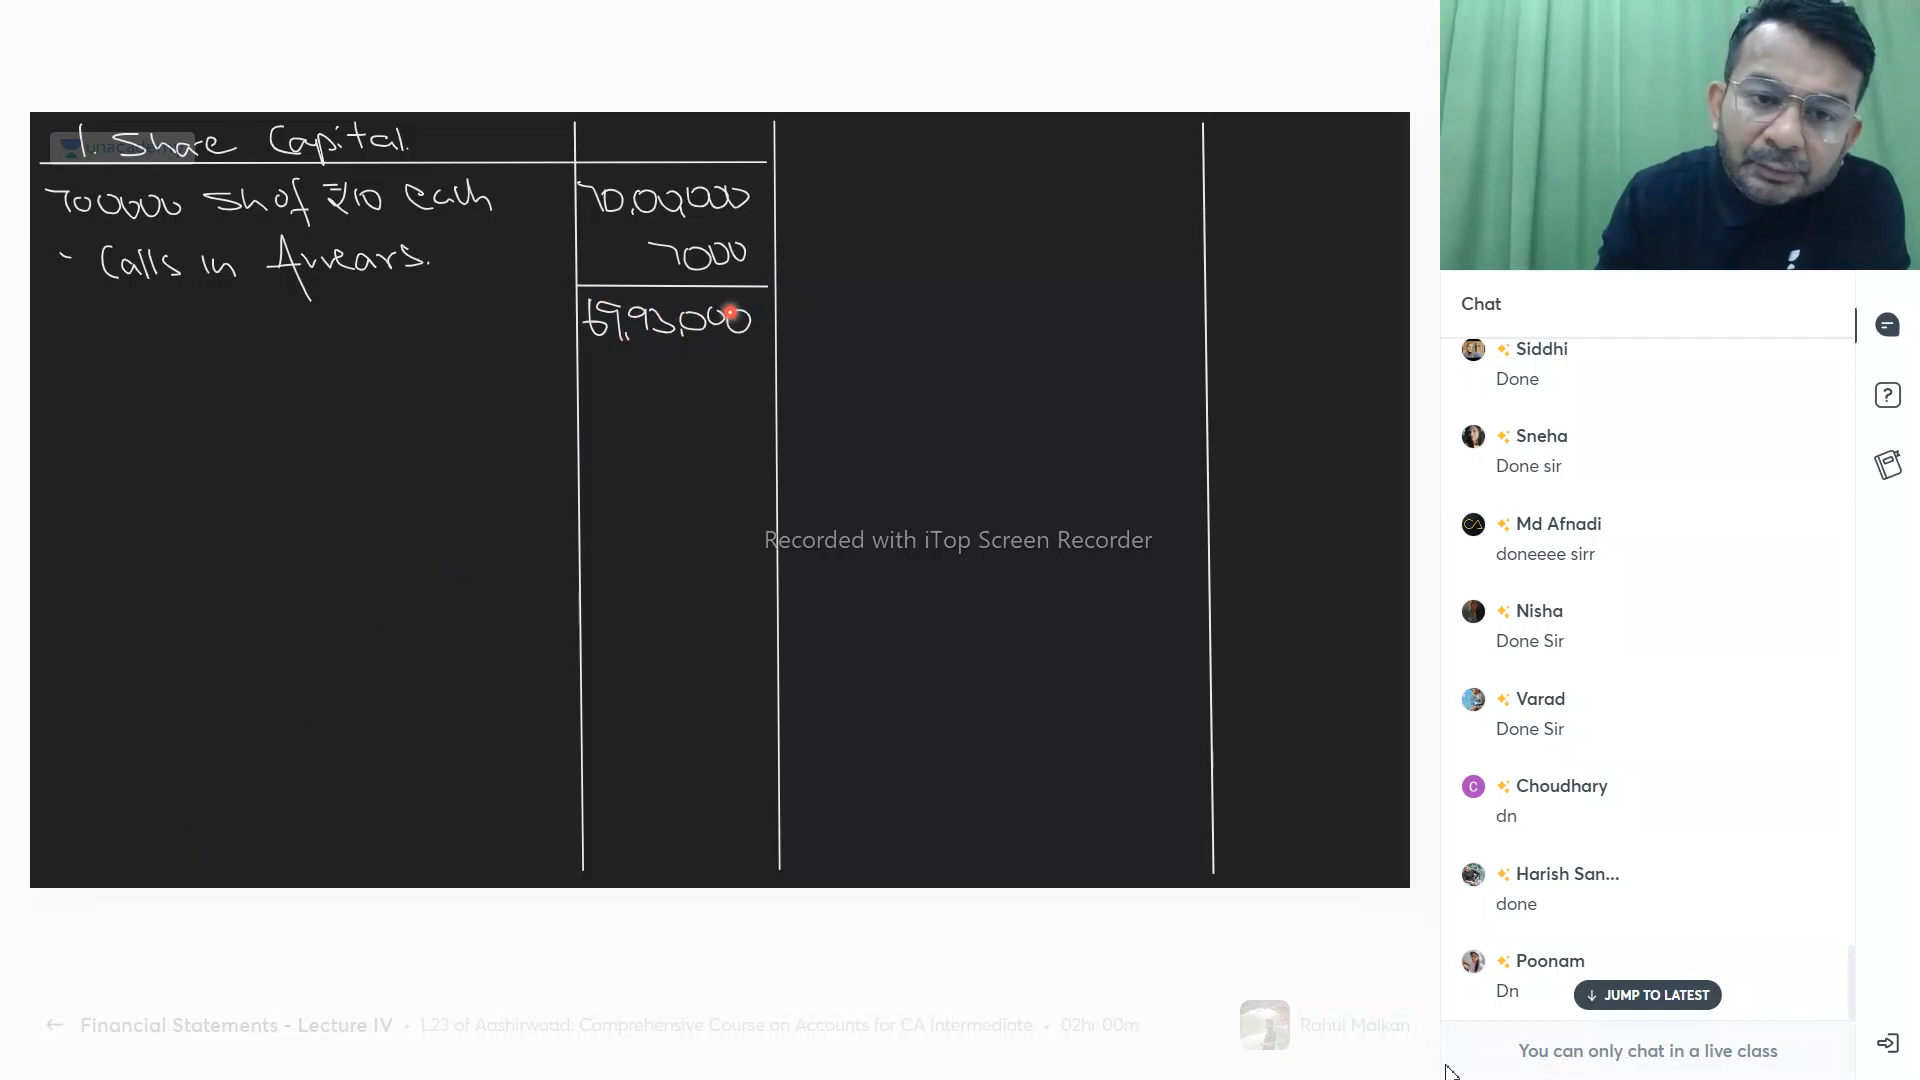 1. Share Capital.
unacademy
700000 Sh of ₹10 each 70,00,000
- Calls in Arrears. 7000
69,93,000
Recorded with iTop Screen Recorder
Financial Statements - Lecture IV • L23 of Aashirwaad: Comprehensive Course on Accounts for CA Intermediate • 02hr 00m
Rahul Malkan
Chat
Siddhi
Done
Sneha
Done sir
Md Afnadi
doneeee sirr
Nisha
Done Sir
Varad
Done Sir
C Choudhary
dn
Harish San...
done
Poonam
Dn
JUMP TO LATEST
You can only chat in a live class